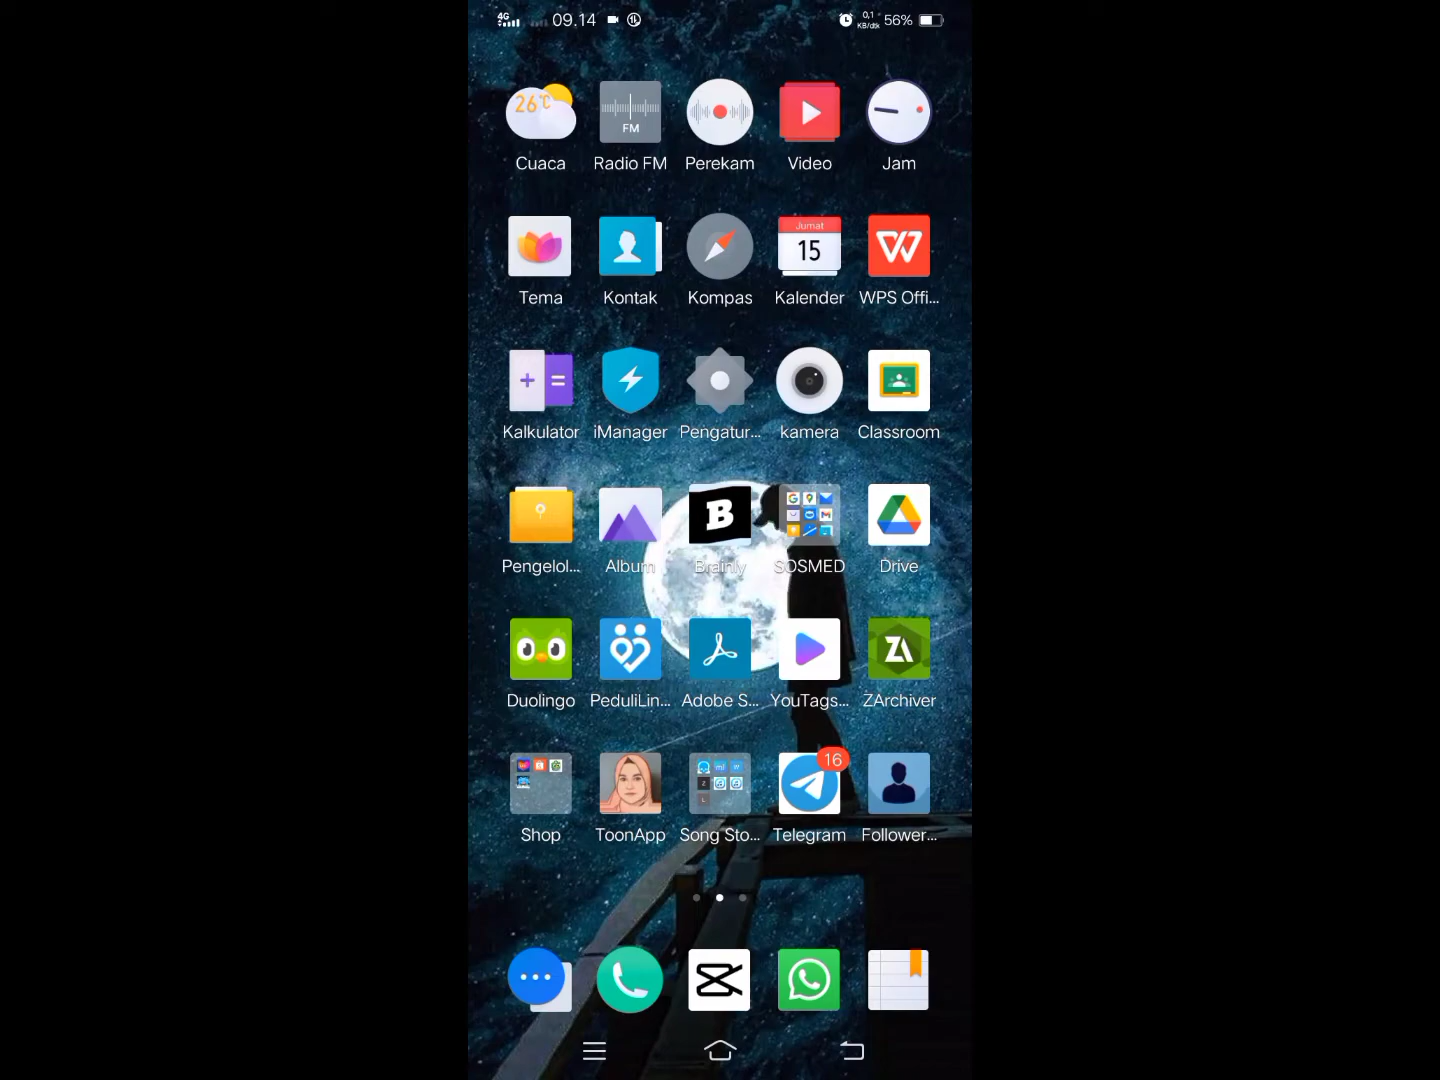 4G 09.14 0,1 KB/dtk 56%
26°C FM
Cuaca Radio FM Perekam Video Jam
Jumat
15
Tema Kontak Kompas Kalender WPS Offi...
Kalkulator iManager Pengatur... kamera Classroom
B
Pengelol... Album Brainly SOSMED Drive
ZA
Duolingo PeduliLin... Adobe S... YouTags... ZArchiver
16
Shop ToonApp Song Sto... Telegram Follower...